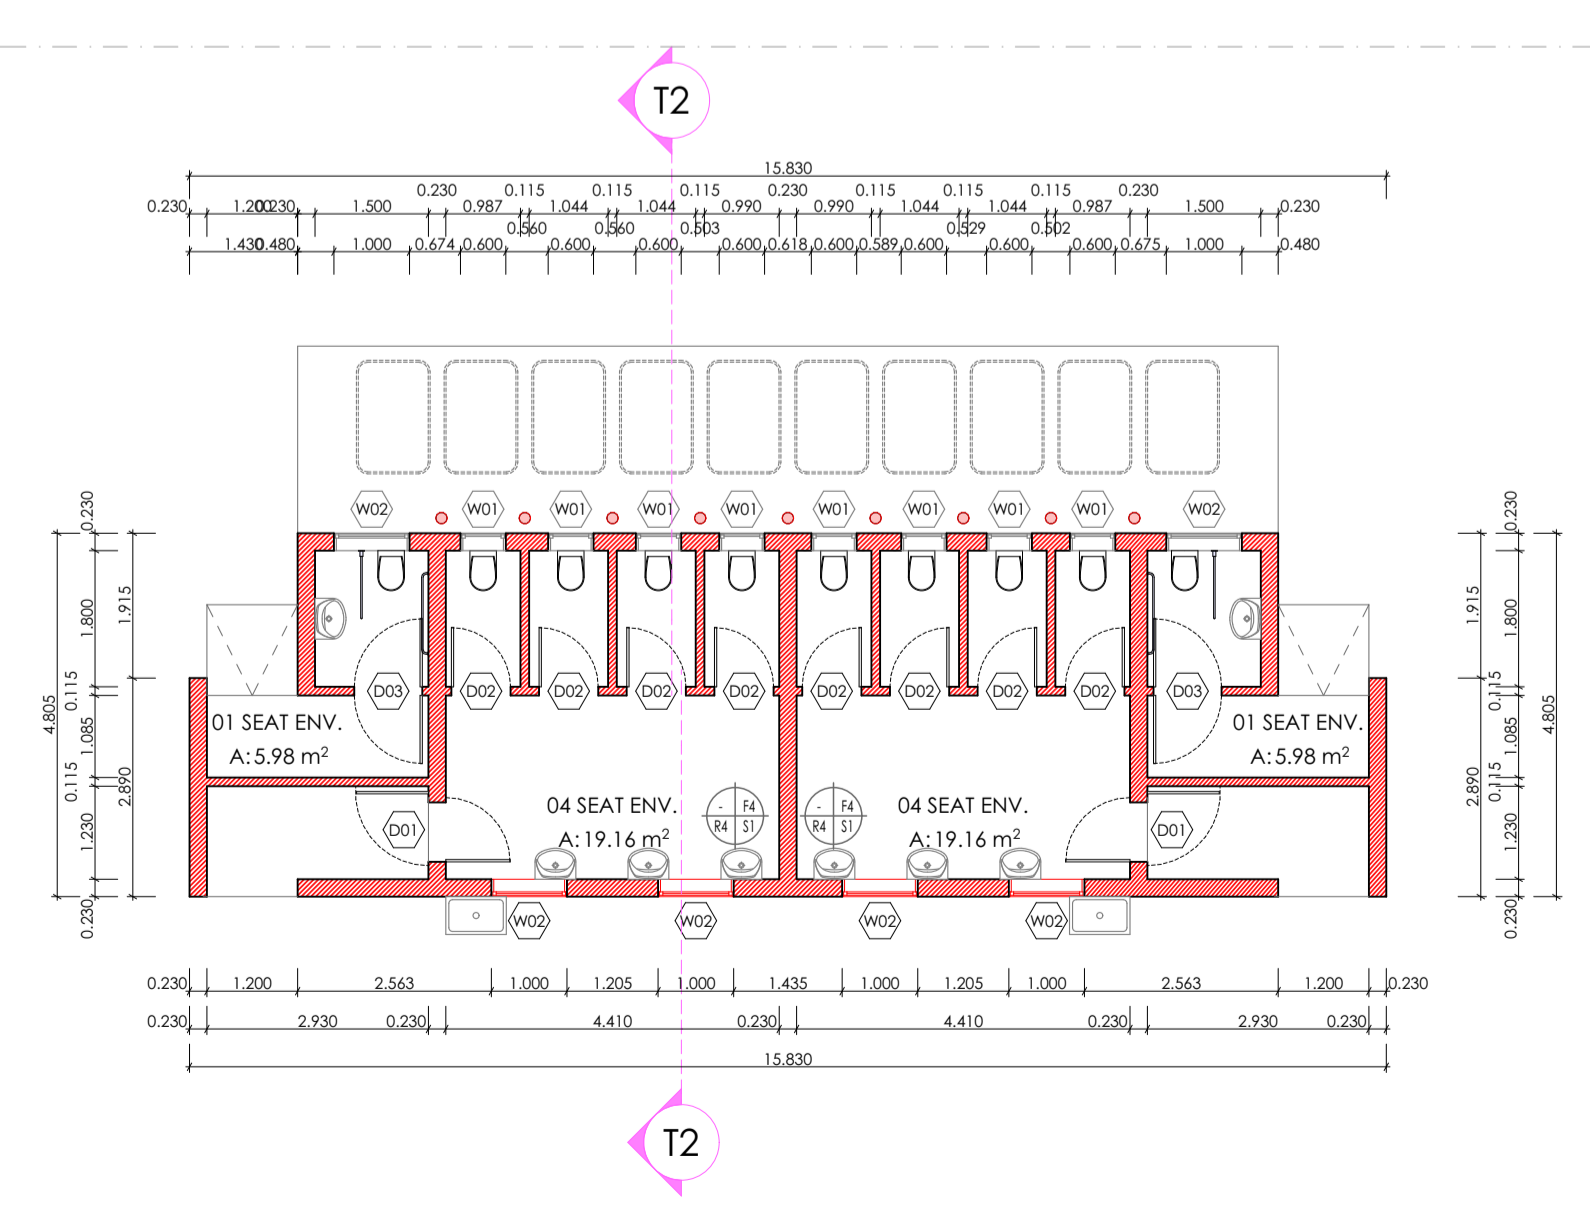 T2
15.830
0.230 0.115 0.115 0.115 0.230 0.115 0.115 0.115 0.230
0.230 1.200 0.230 1.500 0.987 1.044 1.044 0.990 0.990 1.044 1.044 0.987 1.500 0.230
0.560 0.560 0.503 0.529 0.502
1.430 0.480 1.000 0.674 0.600 0.600 0.600 0.600 0.618 0.600 0.589 0.600 0.600 0.600 0.675 1.000 0.480
W02 W01 W01 W01 W01 W01 W01 W01 W01 W02
0.230
1.915
1.800
0.115
4.805
1.085
0.115
2.890
1.230
0.230
0.230
1.915
1.800
0.115
4.805
1.085
0.115
2.890
1.230
0.230
D03 D02 D02 D02 D02 D02 D02 D02 D02 D03
01 SEAT ENV.
A: 5.98 m²
01 SEAT ENV.
A: 5.98 m²
D01
04 SEAT ENV.
A: 19.16 m²
- F4
R4 S1
- F4
R4 S1
04 SEAT ENV.
A: 19.16 m²
D01
W02 W02 W02 W02
0.230 1.200 2.563 1.000 1.205 1.000 1.435 1.000 1.205 1.000 2.563 1.200 0.230
0.230 2.930 0.230 4.410 0.230 4.410 0.230 2.930 0.230
15.830
T2